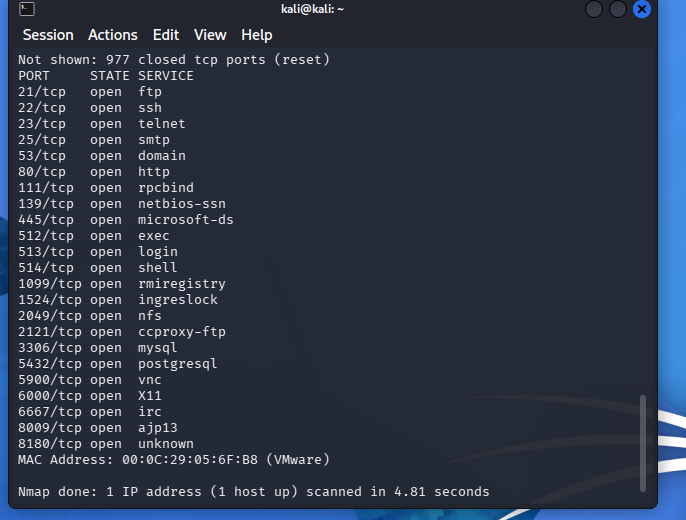 kali@kali: ~
Session Actions Edit View Help
Not shown: 977 closed tcp ports (reset)
PORT     STATE SERVICE
21/tcp   open  ftp
22/tcp   open  ssh
23/tcp   open  telnet
25/tcp   open  smtp
53/tcp   open  domain
80/tcp   open  http
111/tcp  open  rpcbind
139/tcp  open  netbios-ssn
445/tcp  open  microsoft-ds
512/tcp  open  exec
513/tcp  open  login
514/tcp  open  shell
1099/tcp open  rmiregistry
1524/tcp open  ingreslock
2049/tcp open  nfs
2121/tcp open  ccproxy-ftp
3306/tcp open  mysql
5432/tcp open  postgresql
5900/tcp open  vnc
6000/tcp open  X11
6667/tcp open  irc
8009/tcp open  ajp13
8180/tcp open  unknown
MAC Address: 00:0C:29:05:6F:B8 (VMware)
Nmap done: 1 IP address (1 host up) scanned in 4.81 seconds